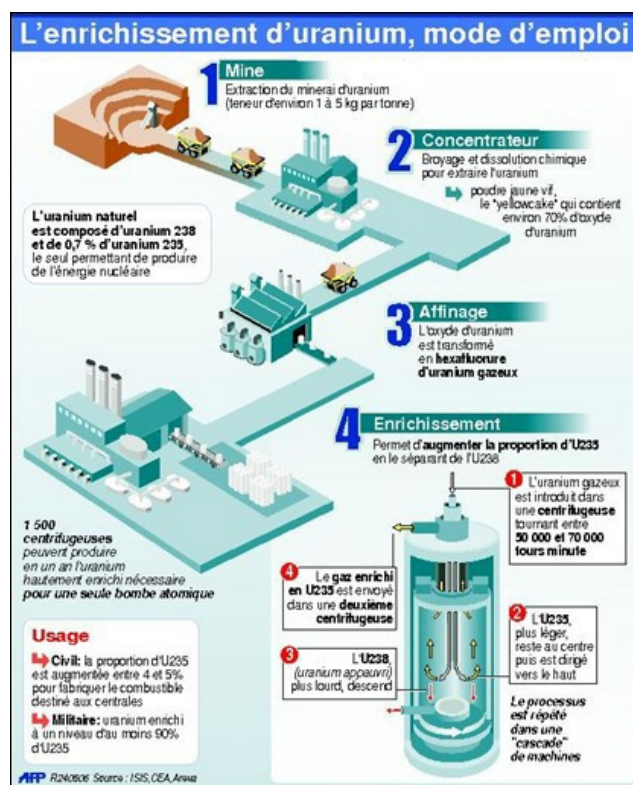 L'enrichissement d'uranium, mode d'emploi
1 Mine
Extraction du minerai d'uranium
(teneur d'environ 1 à 5 kg par tonne)
2 Concentrateur
Broyage et dissolution chimique
pour extraire l'uranium
poudre jaune vif,
le "yellowcake" qui contient
environ 70% d'oxyde
d'uranium
L'uranium naturel
est composé d'uranium 238
et de 0,7 % d'uranium 235,
le seul permettant de produire
de l'énergie nucléaire
3 Affinage
L'oxyde d'uranium
est transformé
en hexafluorure
d'uranium gazeux
4 Enrichissement
Permet d'augmenter la proportion d'U235
en le séparant de l'U238
1 L'uranium gazeux
est introduit dans
une centrifugeuse
tournant entre
50 000 et 70 000
tours minute
1 500
centrifugeuses
peuvent produire
en un an l'uranium
hautement enrichi nécessaire
pour une seule bombe atomique
4 Le gaz enrichi
en U235 est envoyé
dans une deuxième
centrifugeuse
2 L'U235,
plus léger,
reste au centre
puis est dirigé
vers le haut
3 L'U238,
(uranium appauvri)
plus lourd, descend
Le processus
est répété
dans une
"cascade"
de machines
Usage
Civil: la proportion d'U235
est augmentée entre 4 et 5%
pour fabriquer le combustible
destiné aux centrales
Militaire: uranium enrichi
à un niveau d'au moins 90%
d'U235
AFP R240806 Source : ISIS, CEA, Areva